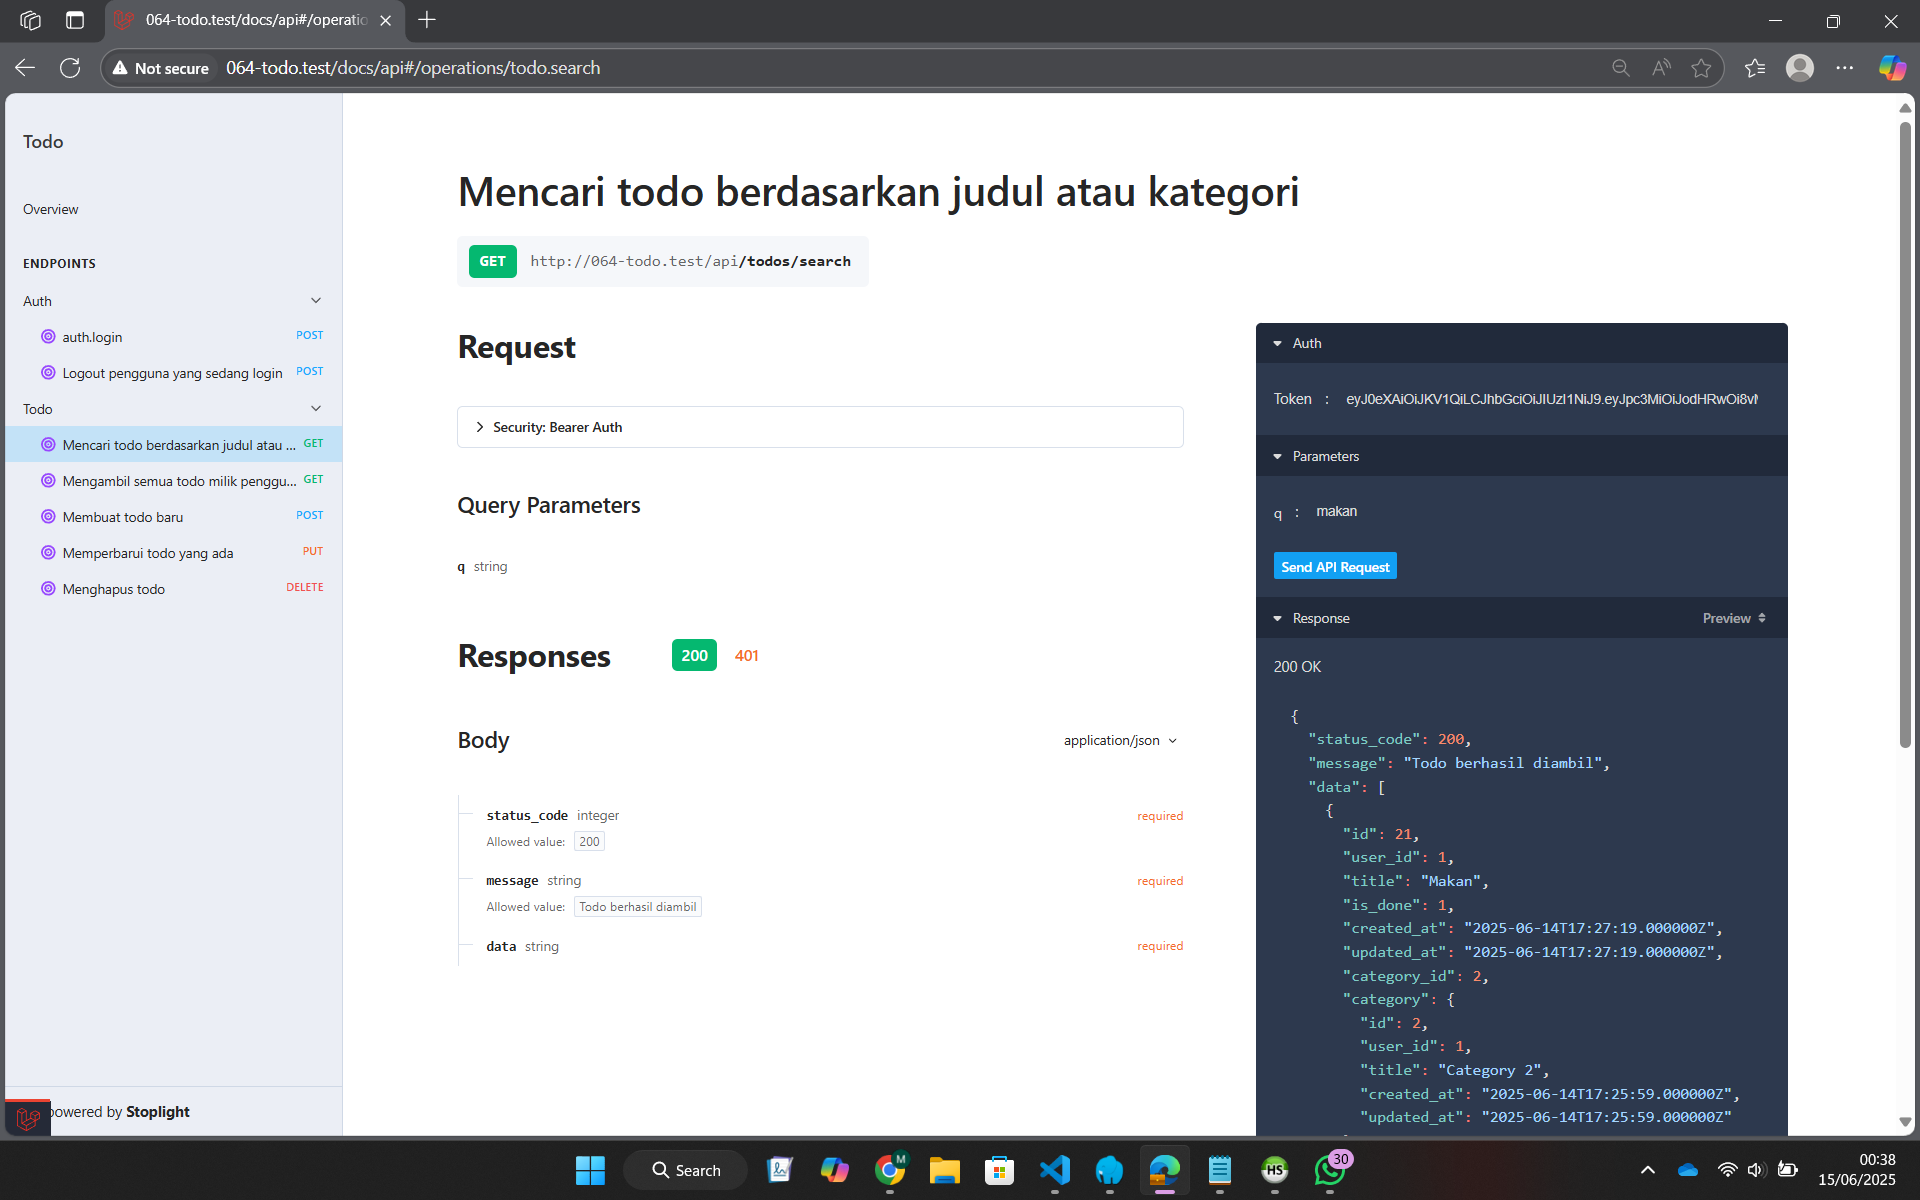 064-todo.test/docs/api#/operatio
Not secure
064-todo.test/docs/api#/operations/todo.search
Todo
Overview
ENDPOINTS
Auth
auth.login POST
Logout pengguna yang sedang login POST
Todo
Mencari todo berdasarkan judul atau ... GET
Mengambil semua todo milik penggu... GET
Membuat todo baru POST
Memperbarui todo yang ada PUT
Menghapus todo DELETE
powered by Stoplight
Mencari todo berdasarkan judul atau kategori
GET http://064-todo.test/api/todos/search
Request
Security: Bearer Auth
Query Parameters
q string
Responses 200 401
Body application/json
status_code integer required
Allowed value: 200
message string required
Allowed value: Todo berhasil diambil
data string required
Auth
Token :
Parameters
q : makan
Send API Request
Response Preview
200 OK
{
"status_code": 200,
"message": "Todo berhasil diambil",
"data": [
{
"id": 21,
"user_id": 1,
"title": "Makan",
"is_done": 1,
"created_at": "2025-06-14T17:27:19.000000Z",
"updated_at": "2025-06-14T17:27:19.000000Z",
"category_id": 2,
"category": {
"id": 2,
"user_id": 1,
"title": "Category 2",
"created_at": "2025-06-14T17:25:59.000000Z",
"updated_at": "2025-06-14T17:25:59.000000Z"
Search
M
HS
30
00:38
15/06/2025